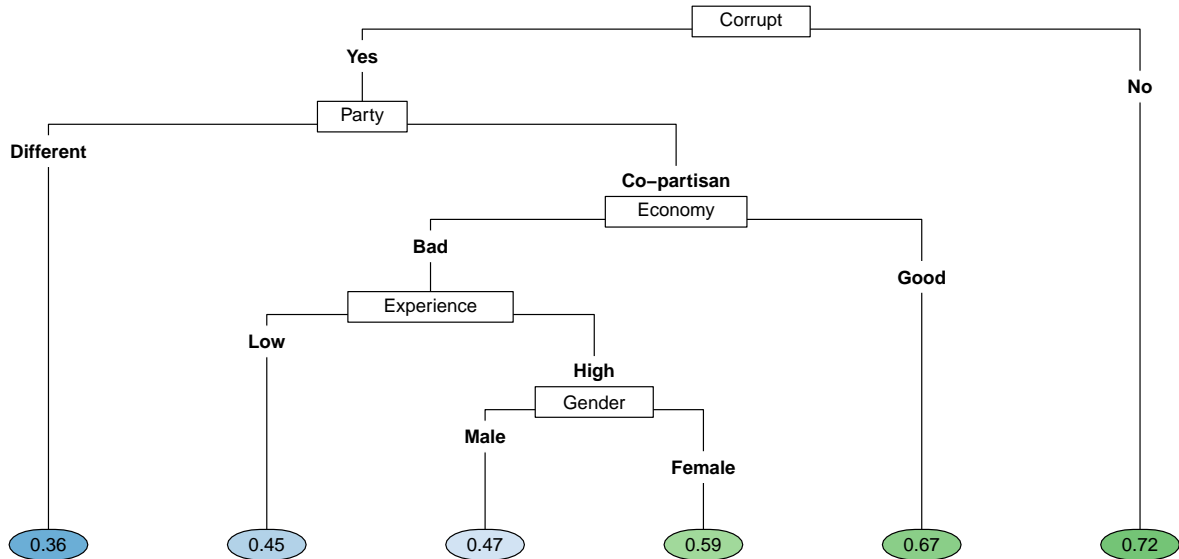 Corrupt
Yes
No
Party
Different
Co−partisan
Economy
Bad
Good
Experience
Low
High
Gender
Male
Female
0.36 0.45 0.47 0.59 0.67 0.72